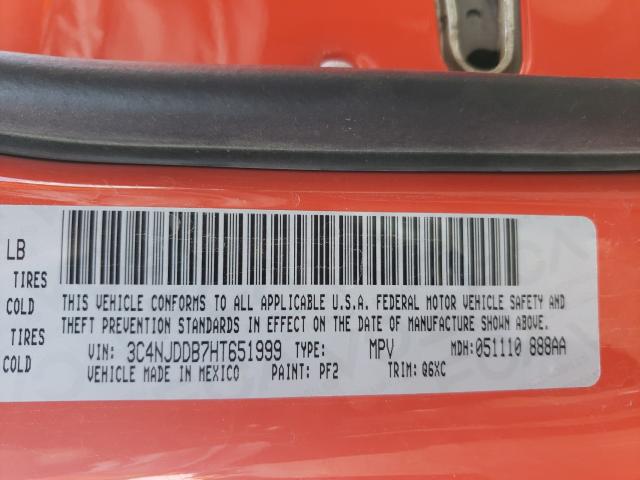 LB
TIRES
COLD
TIRES
COLD
THIS VEHICLE CONFORMS TO ALL APPLICABLE U.S.A. FEDERAL MOTOR VEHICLE SAFETY AND
THEFT PREVENTION STANDARDS IN EFFECT ON THE DATE OF MANUFACTURE SHOWN ABOVE.
VIN: 3C4NJDDB7HT651999 TYPE: MPV MDH: 051110 888AA
VEHICLE MADE IN MEXICO PAINT: PF2 TRIM: Q6XC